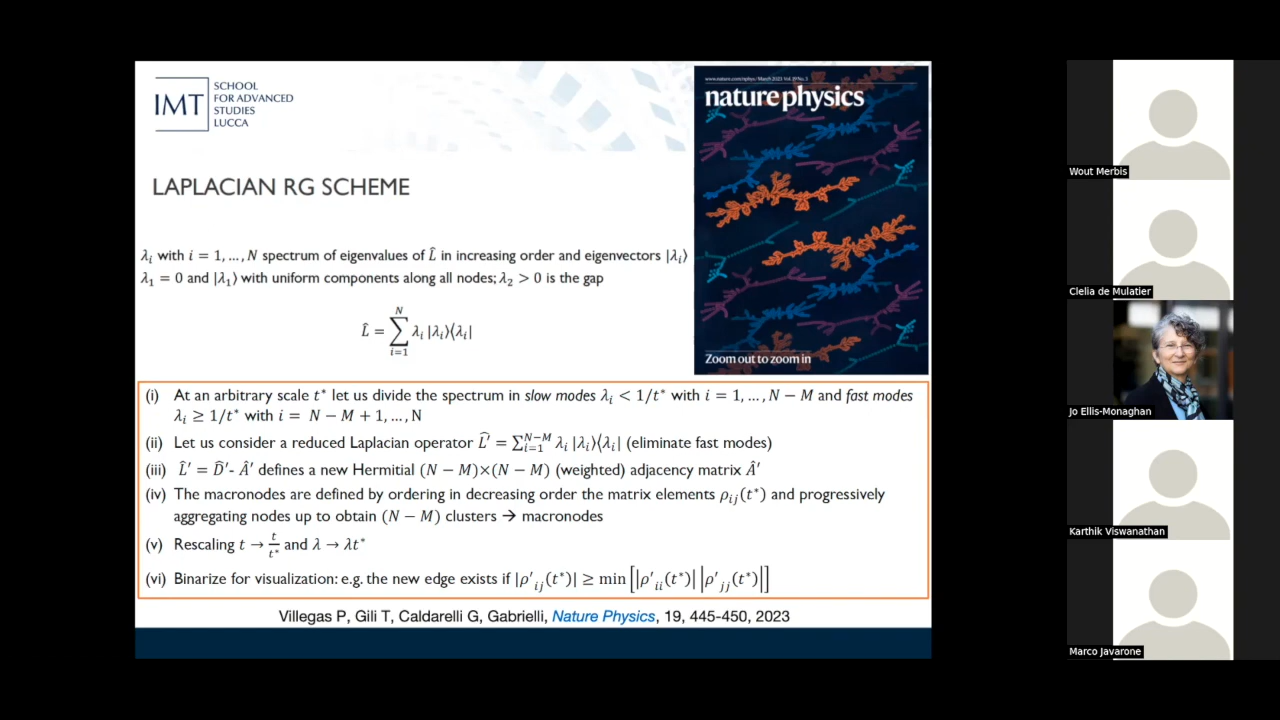 IMT
SCHOOL
FOR ADVANCED
STUDIES
LUCCA
www.nature.com/nphys/March 2023 Vol. 19 No. 3
nature physics
Zoom out to zoom in
LAPLACIAN RG SCHEME
λᵢ with i = 1, …, N spectrum of eigenvalues of L̂ in increasing order and eigenvectors |λᵢ⟩
λ₁ = 0 and |λ₁⟩ with uniform components along all nodes; λ₂ > 0 is the gap
L̂ = ∑_{i=1}^{N} λᵢ |λᵢ⟩⟨λᵢ|
(i) At an arbitrary scale t* let us divide the spectrum in slow modes λᵢ < 1/t* with i = 1, …, N − M and fast modes
λᵢ ≥ 1/t* with i = N − M + 1, …, N
(ii) Let us consider a reduced Laplacian operator L̂′ = ∑_{i=1}^{N−M} λᵢ |λᵢ⟩⟨λᵢ| (eliminate fast modes)
(iii) L̂′ = D̂′- Â′ defines a new Hermitial (N − M)×(N − M) (weighted) adjacency matrix Â′
(iv) The macronodes are defined by ordering in decreasing order the matrix elements ρᵢⱼ(t*) and progressively
aggregating nodes up to obtain (N − M) clusters → macronodes
(v) Rescaling t → t/t* and λ → λt*
(vi) Binarize for visualization: e.g. the new edge exists if |ρ′ᵢⱼ(t*)| ≥ min [|ρ′ᵢᵢ(t*)| |ρ′ⱼⱼ(t*)|]
Villegas P, Gili T, Caldarelli G, Gabrielli, Nature Physics, 19, 445-450, 2023
Wout Merbis
Clelia de Mulatier
Jo Ellis-Monaghan
Karthik Viswanathan
Marco Javarone